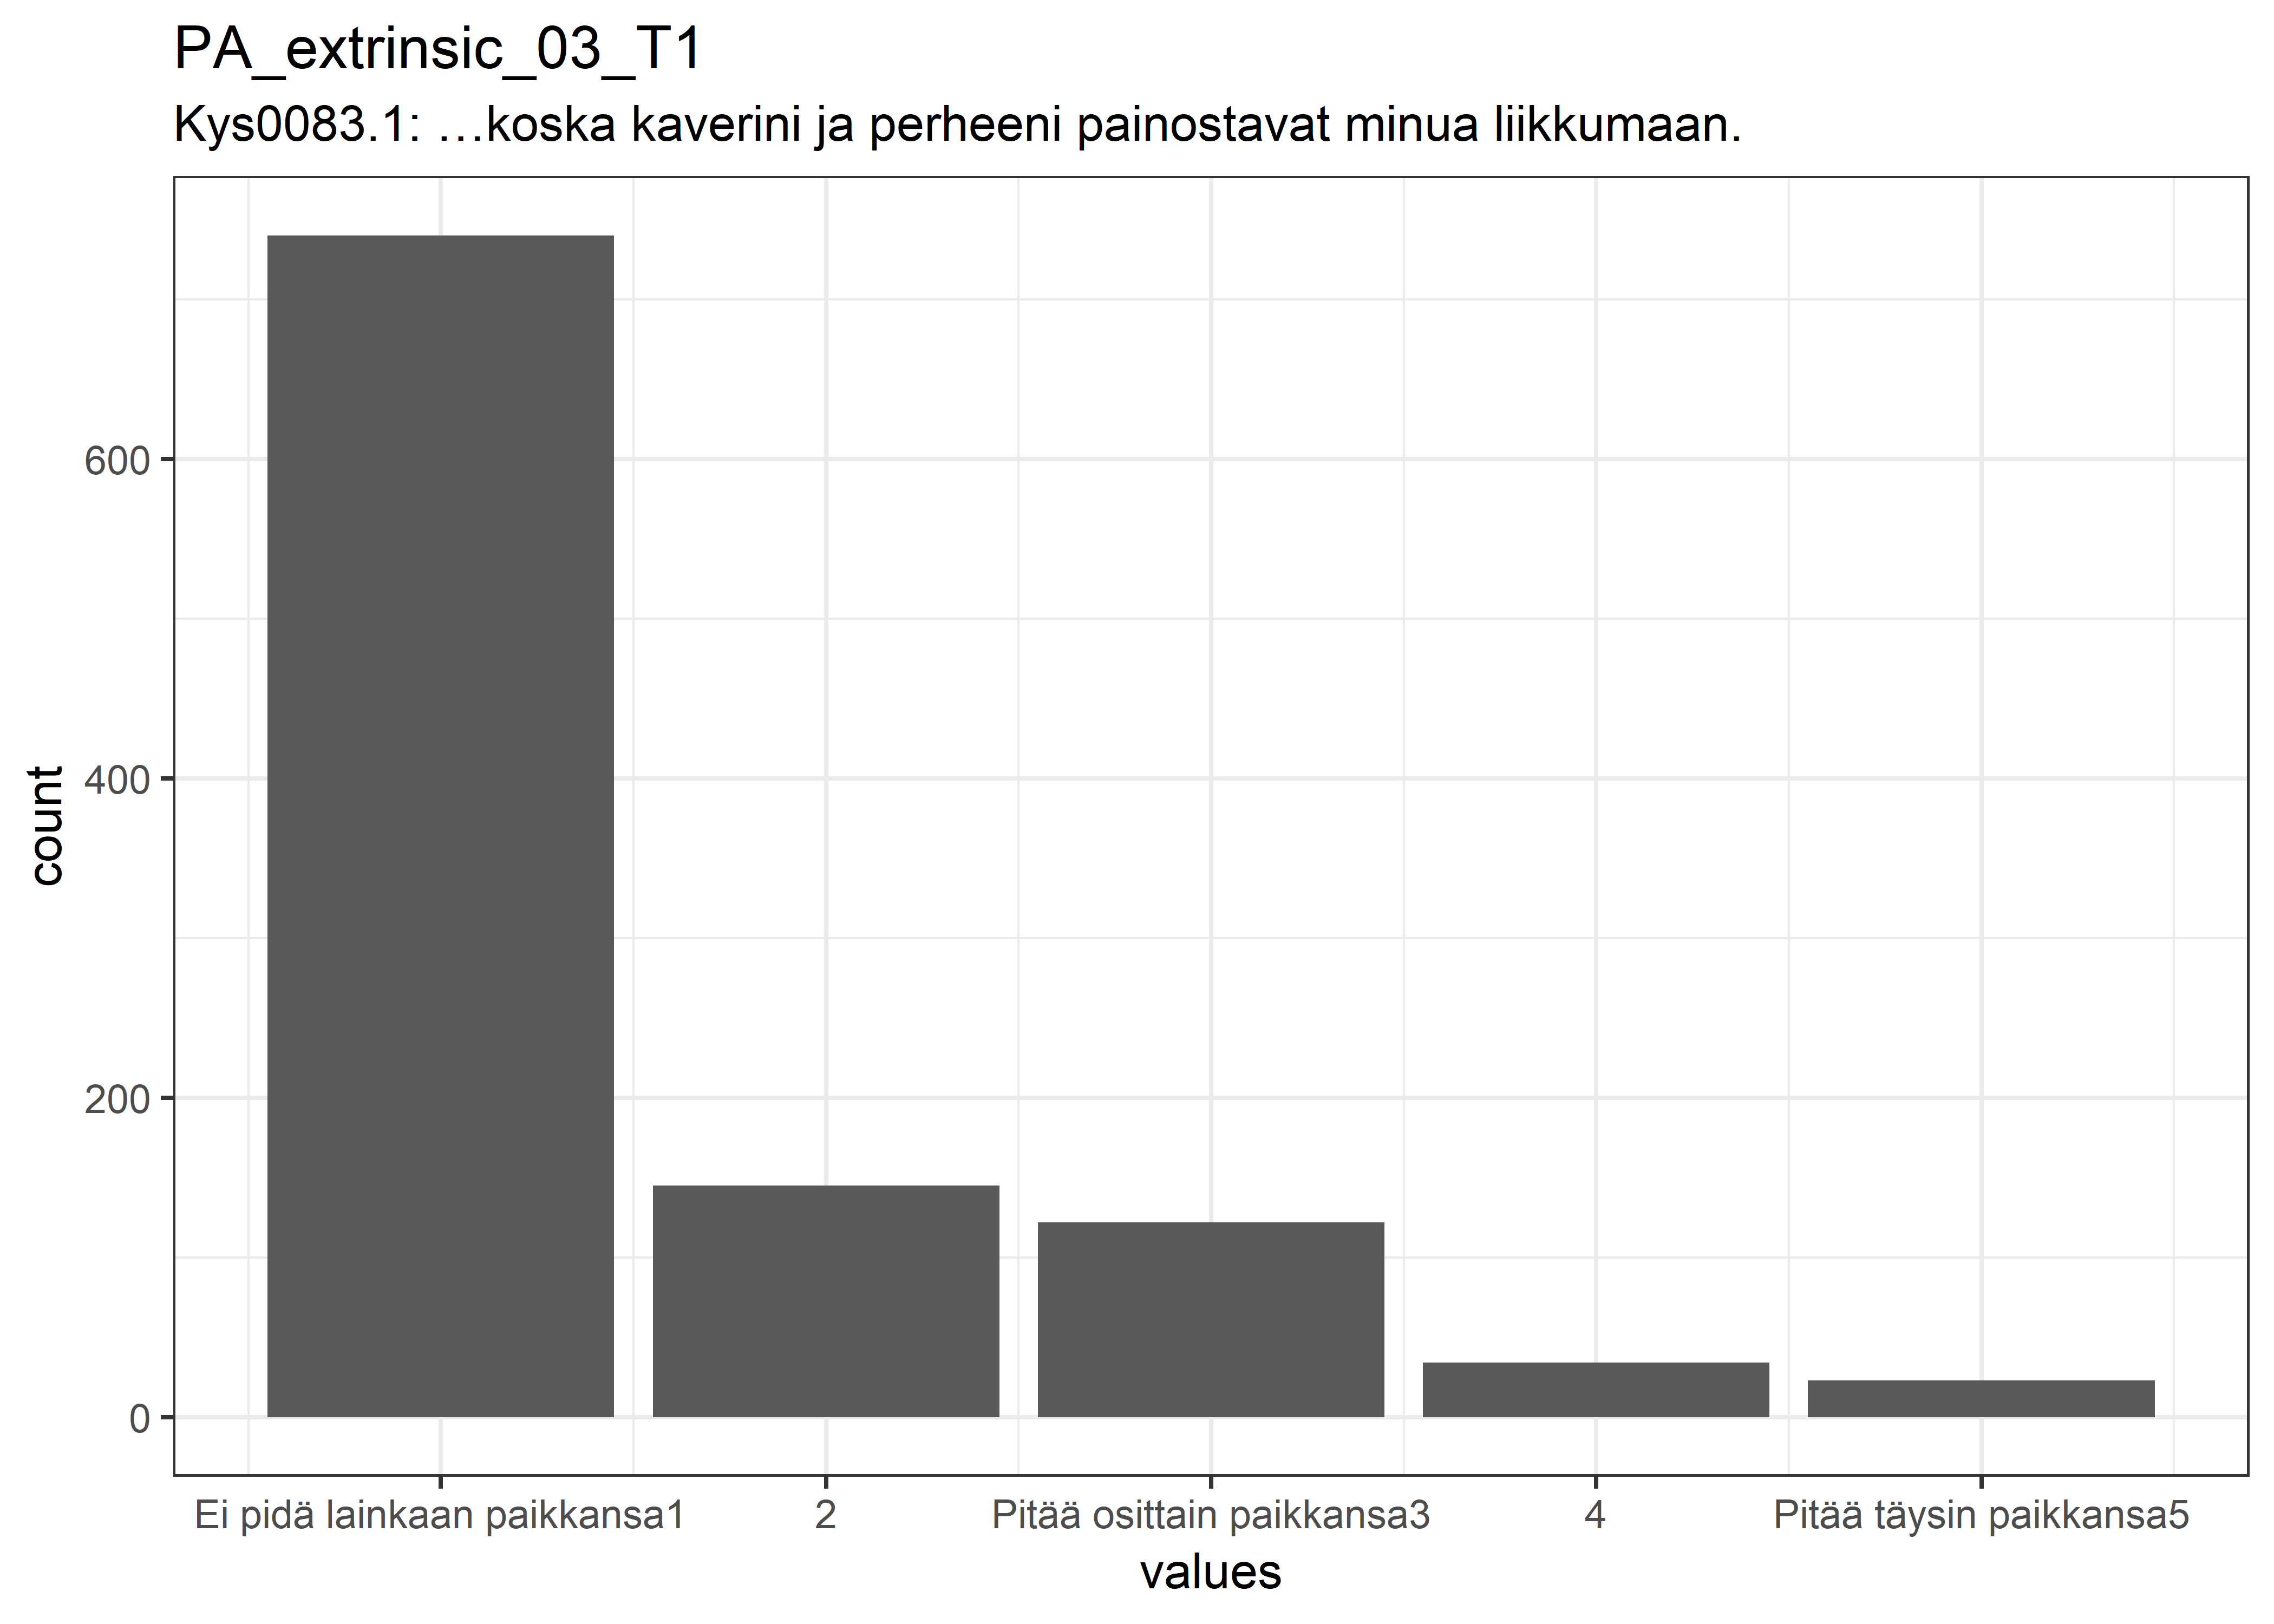 PA_extrinsic_03_T1
Kys0083.1: …koska kaverini ja perheeni painostavat minua liikkumaan.
600
400
200
0
count
Ei pidä lainkaan paikkansa1
2
Pitää osittain paikkansa3
4
Pitää täysin paikkansa5
values